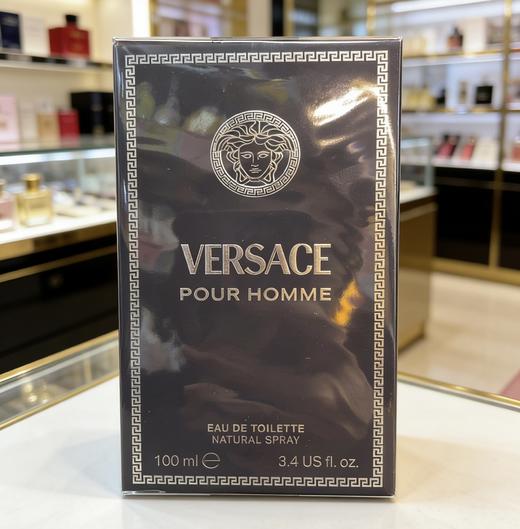 VERSACE
POUR HOMME
EAU DE TOILETTE
NATURAL SPRAY
100 ml ℮ 3.4 US fl. oz.